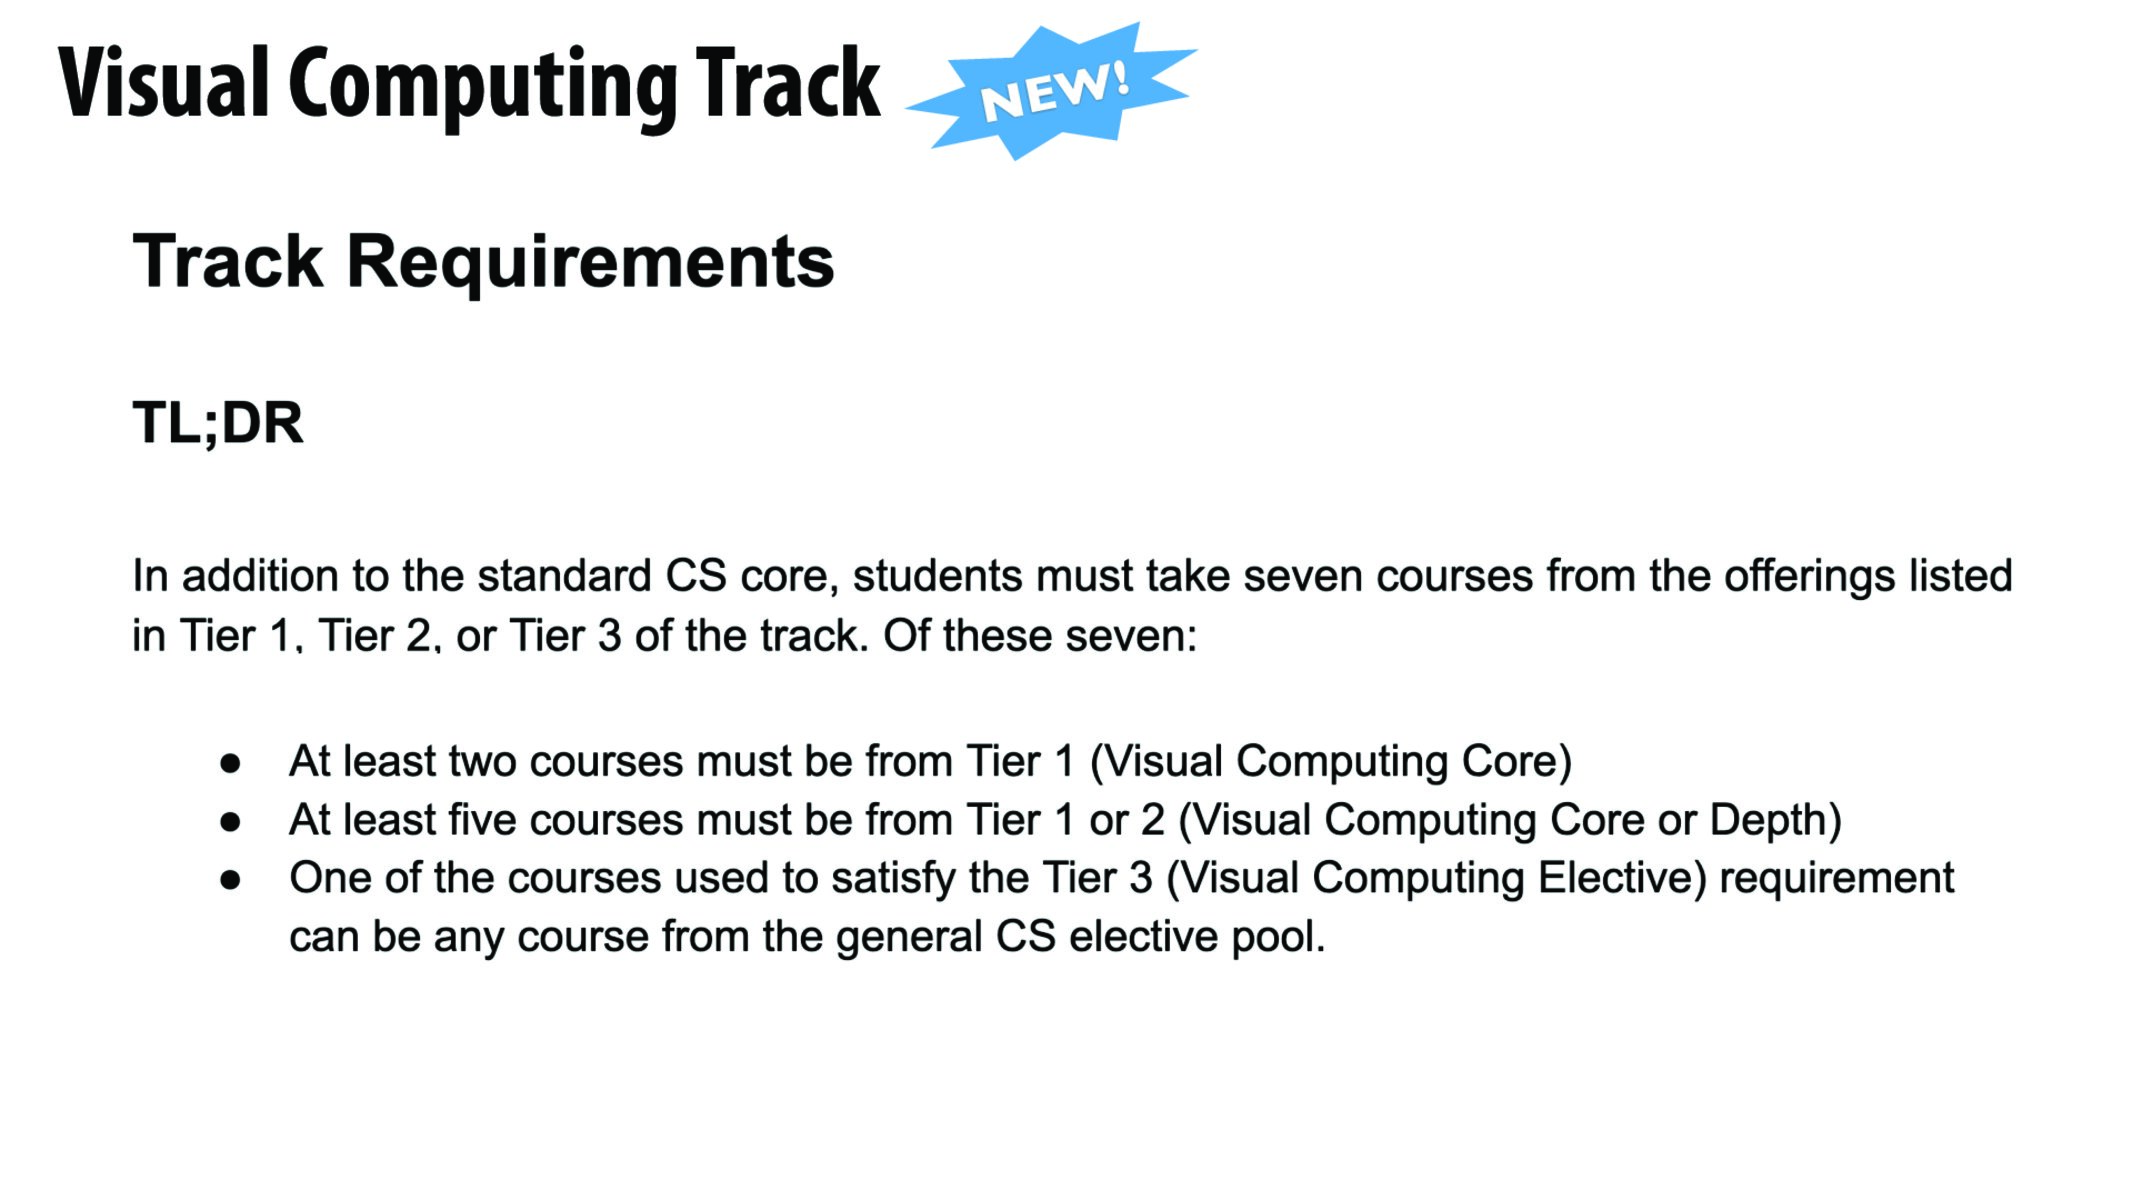 Visual Computing Track
NEW!
Track Requirements
TL;DR
In addition to the standard CS core, students must take seven courses from the offerings listed
in Tier 1, Tier 2, or Tier 3 of the track. Of these seven:
● At least two courses must be from Tier 1 (Visual Computing Core)
● At least five courses must be from Tier 1 or 2 (Visual Computing Core or Depth)
● One of the courses used to satisfy the Tier 3 (Visual Computing Elective) requirement
can be any course from the general CS elective pool.